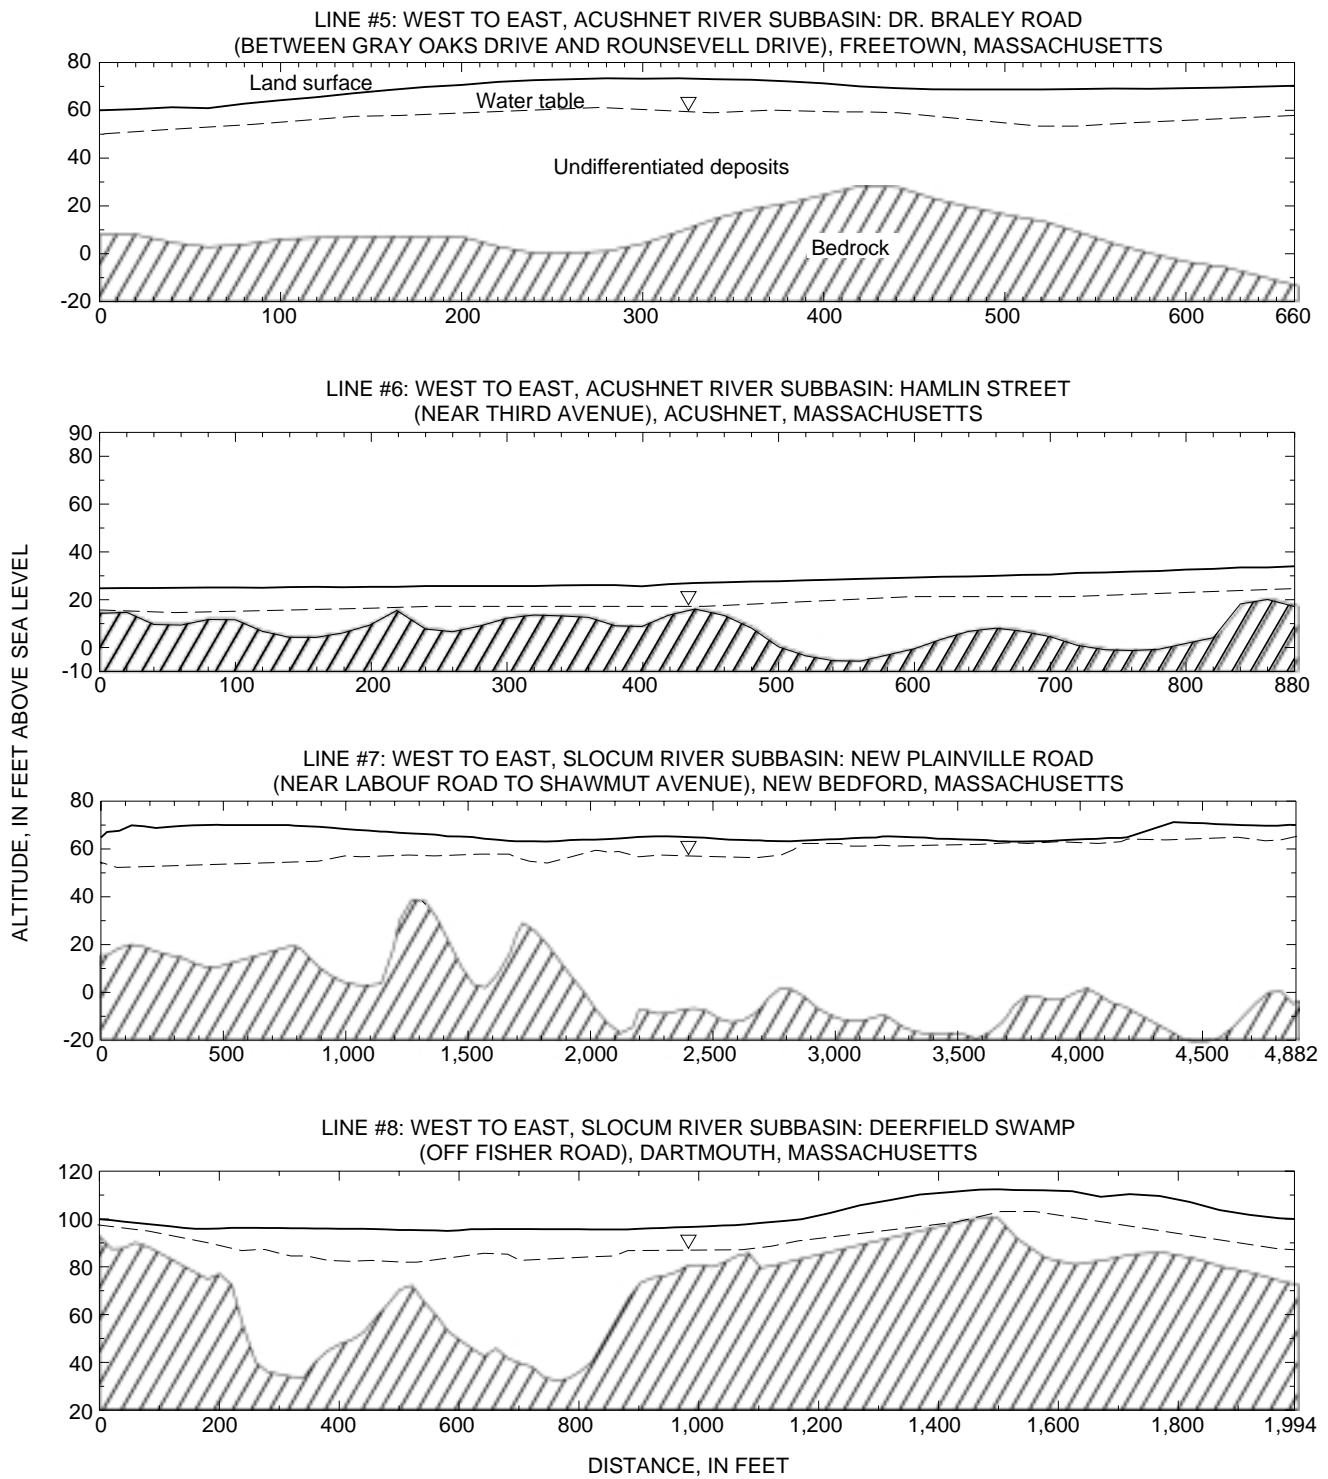 LINE #5: WEST TO EAST, ACUSHNET RIVER SUBBASIN: DR. BRALEY ROAD
(BETWEEN GRAY OAKS DRIVE AND ROUNSEVELL DRIVE), FREETOWN, MASSACHUSETTS
80
60
40
20
0
-20
Land surface
Water table
Undifferentiated deposits
Bedrock
0 100 200 300 400 500 600 660
LINE #6: WEST TO EAST, ACUSHNET RIVER SUBBASIN: HAMLIN STREET
(NEAR THIRD AVENUE), ACUSHNET, MASSACHUSETTS
90
80
60
40
20
0
-10
0 100 200 300 400 500 600 700 800 880
ALTITUDE, IN FEET ABOVE SEA LEVEL
LINE #7: WEST TO EAST, SLOCUM RIVER SUBBASIN: NEW PLAINVILLE ROAD
(NEAR LABOUF ROAD TO SHAWMUT AVENUE), NEW BEDFORD, MASSACHUSETTS
80
60
40
20
0
-20
0 500 1,000 1,500 2,000 2,500 3,000 3,500 4,000 4,500 4,882
LINE #8: WEST TO EAST, SLOCUM RIVER SUBBASIN: DEERFIELD SWAMP
(OFF FISHER ROAD), DARTMOUTH, MASSACHUSETTS
120
100
80
60
40
20
0 200 400 600 800 1,000 1,200 1,400 1,600 1,800 1,994
DISTANCE, IN FEET